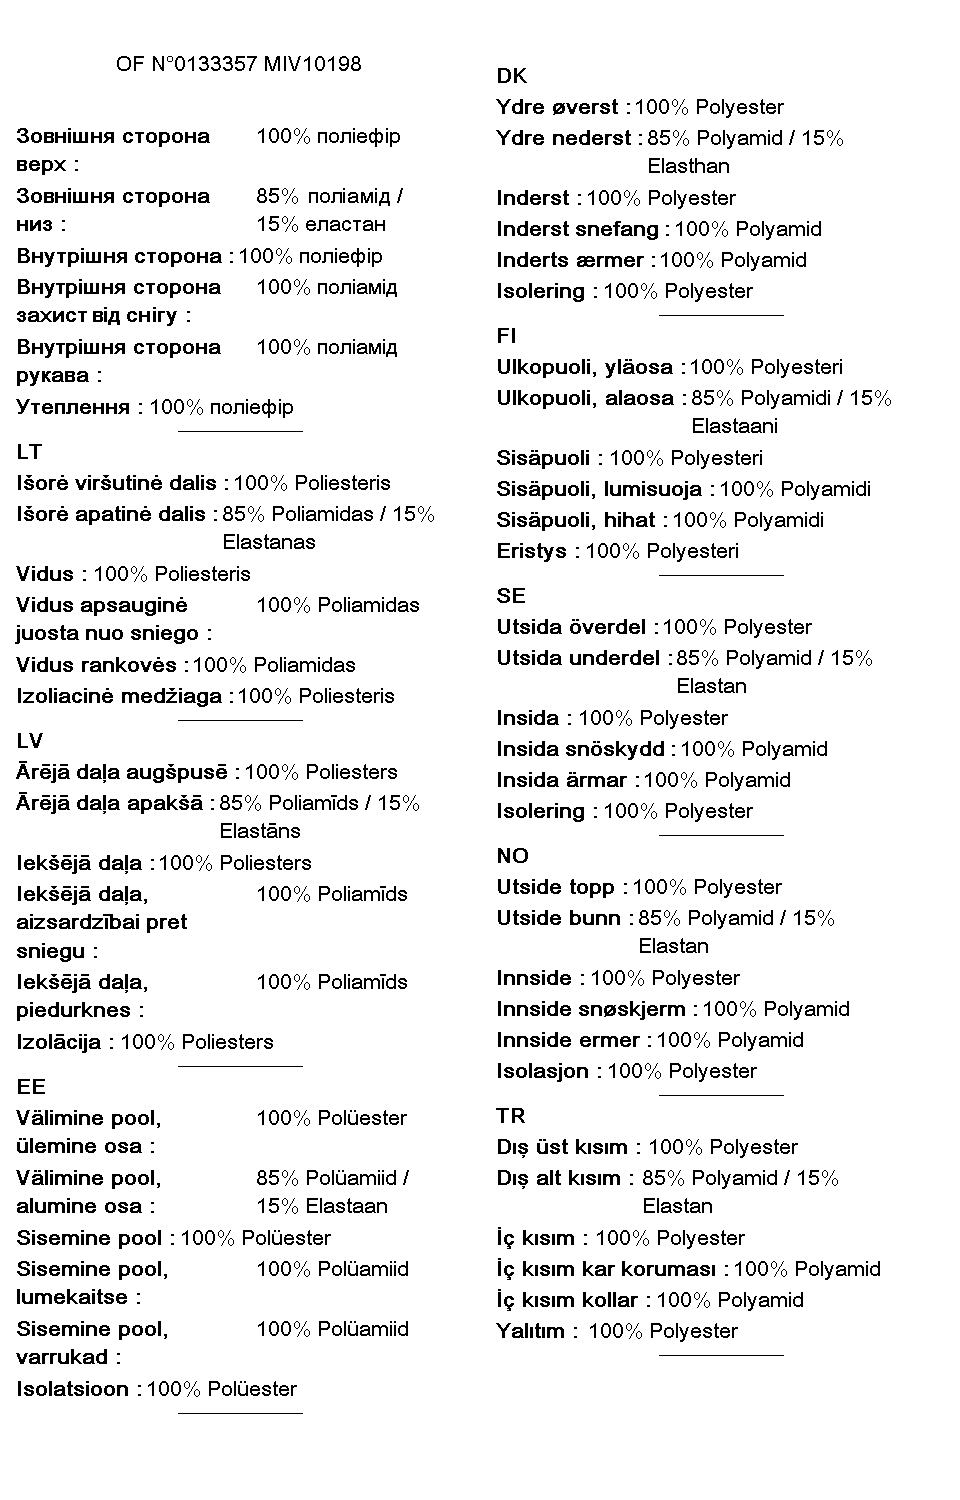 OF N°0133357 MIV10198
Зовнішня сторона 100% поліефір
верх :
Зовнішня сторона 85% поліамід /
низ : 15% еластан
Внутрішня сторона : 100% поліефір
Внутрішня сторона 100% поліамід
захист від снігу :
Внутрішня сторона 100% поліамід
рукава :
Утеплення : 100% поліефір
LT
Išorė viršutinė dalis : 100% Poliesteris
Išorė apatinė dalis : 85% Poliamidas / 15%
Elastanas
Vidus : 100% Poliesteris
Vidus apsauginė 100% Poliamidas
juosta nuo sniego :
Vidus rankovės : 100% Poliamidas
Izoliacinė medžiaga : 100% Poliesteris
LV
Ārējā daļa augšpusē : 100% Poliesters
Ārējā daļa apakšā : 85% Poliamīds / 15%
Elastāns
Iekšējā daļa : 100% Poliesters
Iekšējā daļa, 100% Poliamīds
aizsardzībai pret
sniegu :
Iekšējā daļa, 100% Poliamīds
piedurknes :
Izolācija : 100% Poliesters
EE
Välimine pool, 100% Polüester
ülemine osa :
Välimine pool, 85% Polüamiid /
alumine osa : 15% Elastaan
Sisemine pool : 100% Polüester
Sisemine pool, 100% Polüamiid
lumekaitse :
Sisemine pool, 100% Polüamiid
varrukad :
Isolatsioon : 100% Polüester
DK
Ydre øverst : 100% Polyester
Ydre nederst : 85% Polyamid / 15%
Elasthan
Inderst : 100% Polyester
Inderst snefang : 100% Polyamid
Inderts ærmer : 100% Polyamid
Isolering : 100% Polyester
FI
Ulkopuoli, yläosa : 100% Polyesteri
Ulkopuoli, alaosa : 85% Polyamidi / 15%
Elastaani
Sisäpuoli : 100% Polyesteri
Sisäpuoli, lumisuoja : 100% Polyamidi
Sisäpuoli, hihat : 100% Polyamidi
Eristys : 100% Polyesteri
SE
Utsida överdel : 100% Polyester
Utsida underdel : 85% Polyamid / 15%
Elastan
Insida : 100% Polyester
Insida snöskydd : 100% Polyamid
Insida ärmar : 100% Polyamid
Isolering : 100% Polyester
NO
Utside topp : 100% Polyester
Utside bunn : 85% Polyamid / 15%
Elastan
Innside : 100% Polyester
Innside snøskjerm : 100% Polyamid
Innside ermer : 100% Polyamid
Isolasjon : 100% Polyester
TR
Dış üst kısım : 100% Polyester
Dış alt kısım : 85% Polyamid / 15%
Elastan
İç kısım : 100% Polyester
İç kısım kar koruması : 100% Polyamid
İç kısım kollar : 100% Polyamid
Yalıtım : 100% Polyester